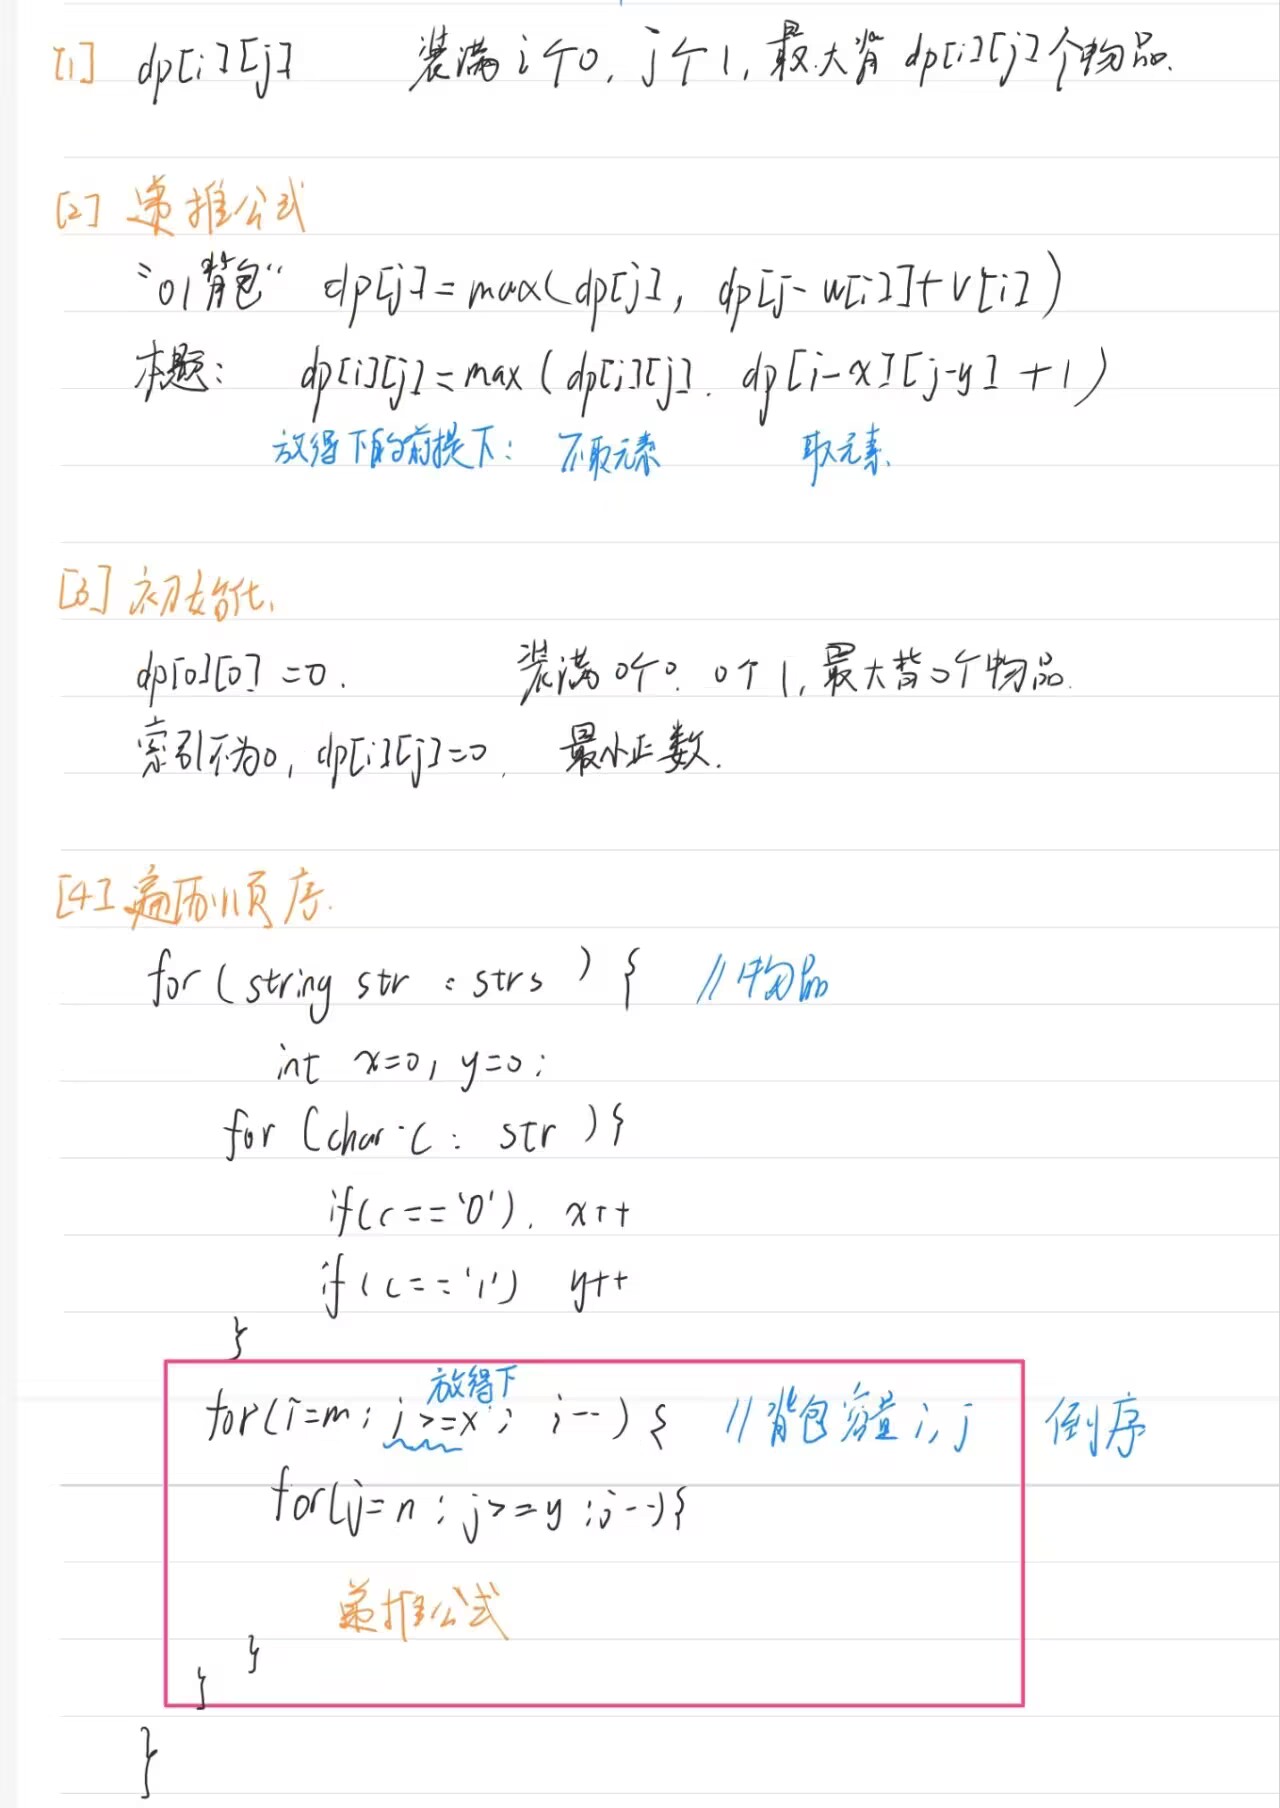 [1] dp[i][j] 装满i个0, j个1, 最大背dp[i][j]个物品.
[2] 递推公式
"01背包" dp[j]=max(dp[j], dp[j-w[i]]+v[i])
本题: dp[i][j]=max(dp[i][j]. dp[i-x][j-y]+1)
放得下的前提下: 不取元素 取元素.
[3] 初始化.
dp[0][0]=0. 装满0个0. 0个1, 最大背0个物品.
索引不为0, dp[i][j]=0. 最小正数.
[4] 遍历顺序.
for(string str : strs) { //物品
int x=0, y=0;
for (char c : str){
if(c=='0'). x++
if(c=='1') y++
}
放得下
for(i=m; j>=x; i--){ //背包容量i,j 倒序
for(j=n; j>=y; j--){
递推公式
}
}
}